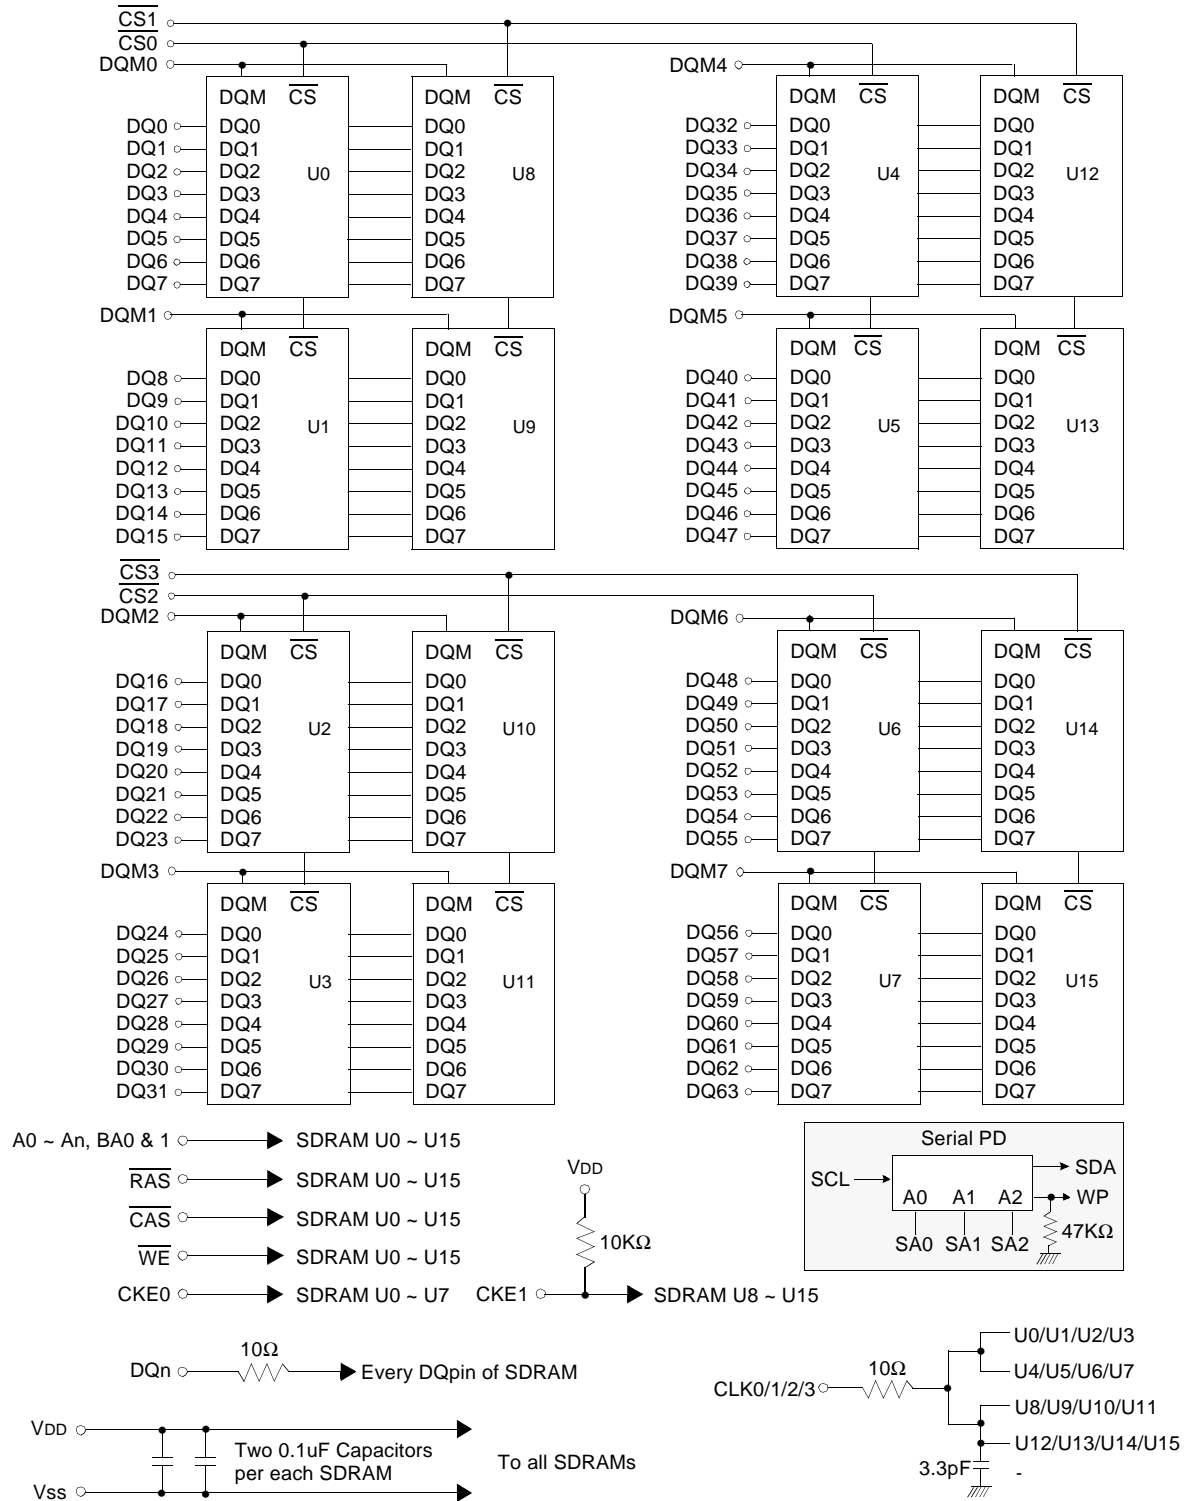 CS1
CS0
DQM0
DQM CS
DQ0 DQ0 DQ0
DQ1 DQ1 DQ1
DQ2 DQ2 U0 DQ2 U8
DQ3 DQ3 DQ3
DQ4 DQ4 DQ4
DQ5 DQ5 DQ5
DQ6 DQ6 DQ6
DQ7 DQ7 DQ7
DQM CS
DQM4
DQM CS DQM CS
DQ32 DQ0 DQ0
DQ33 DQ1 DQ1
DQ34 DQ2 U4 DQ2 U12
DQ35 DQ3 DQ3
DQ36 DQ4 DQ4
DQ37 DQ5 DQ5
DQ38 DQ6 DQ6
DQ39 DQ7 DQ7
DQM1
DQM CS DQM CS
DQ8 DQ0 DQ0
DQ9 DQ1 DQ1
DQ10 DQ2 U1 DQ2 U9
DQ11 DQ3 DQ3
DQ12 DQ4 DQ4
DQ13 DQ5 DQ5
DQ14 DQ6 DQ6
DQ15 DQ7 DQ7
DQM5
DQM CS DQM CS
DQ40 DQ0 DQ0
DQ41 DQ1 DQ1
DQ42 DQ2 U5 DQ2 U13
DQ43 DQ3 DQ3
DQ44 DQ4 DQ4
DQ45 DQ5 DQ5
DQ46 DQ6 DQ6
DQ47 DQ7 DQ7
CS3
CS2
DQM2
DQM CS DQM CS
DQ16 DQ0 DQ0
DQ17 DQ1 DQ1
DQ18 DQ2 U2 DQ2 U10
DQ19 DQ3 DQ3
DQ20 DQ4 DQ4
DQ21 DQ5 DQ5
DQ22 DQ6 DQ6
DQ23 DQ7 DQ7
DQM6
DQM CS DQM CS
DQ48 DQ0 DQ0
DQ49 DQ1 DQ1
DQ50 DQ2 U6 DQ2 U14
DQ51 DQ3 DQ3
DQ52 DQ4 DQ4
DQ53 DQ5 DQ5
DQ54 DQ6 DQ6
DQ55 DQ7 DQ7
DQM3
DQM CS DQM CS
DQ24 DQ0 DQ0
DQ25 DQ1 DQ1
DQ26 DQ2 U3 DQ2 U11
DQ27 DQ3 DQ3
DQ28 DQ4 DQ4
DQ29 DQ5 DQ5
DQ30 DQ6 DQ6
DQ31 DQ7 DQ7
DQM7
DQM CS DQM CS
DQ56 DQ0 DQ0
DQ57 DQ1 DQ1
DQ58 DQ2 U7 DQ2 U15
DQ59 DQ3 DQ3
DQ60 DQ4 DQ4
DQ61 DQ5 DQ5
DQ62 DQ6 DQ6
DQ63 DQ7 DQ7
A0 ~ An, BA0 & 1 SDRAM U0 ~ U15
RAS SDRAM U0 ~ U15
CAS SDRAM U0 ~ U15
WE SDRAM U0 ~ U15
CKE0 SDRAM U0 ~ U7
VDD
10KΩ
CKE1 SDRAM U8 ~ U15
Serial PD
SCL SDA
A0 A1 A2 WP
SA0 SA1 SA2 47KΩ
10Ω
DQn Every DQpin of SDRAM
U0/U1/U2/U3
10Ω
U4/U5/U6/U7
CLK0/1/2/3
U8/U9/U10/U11
U12/U13/U14/U15
3.3pF -
VDD
Two 0.1uF Capacitors
per each SDRAM
To all SDRAMs
Vss